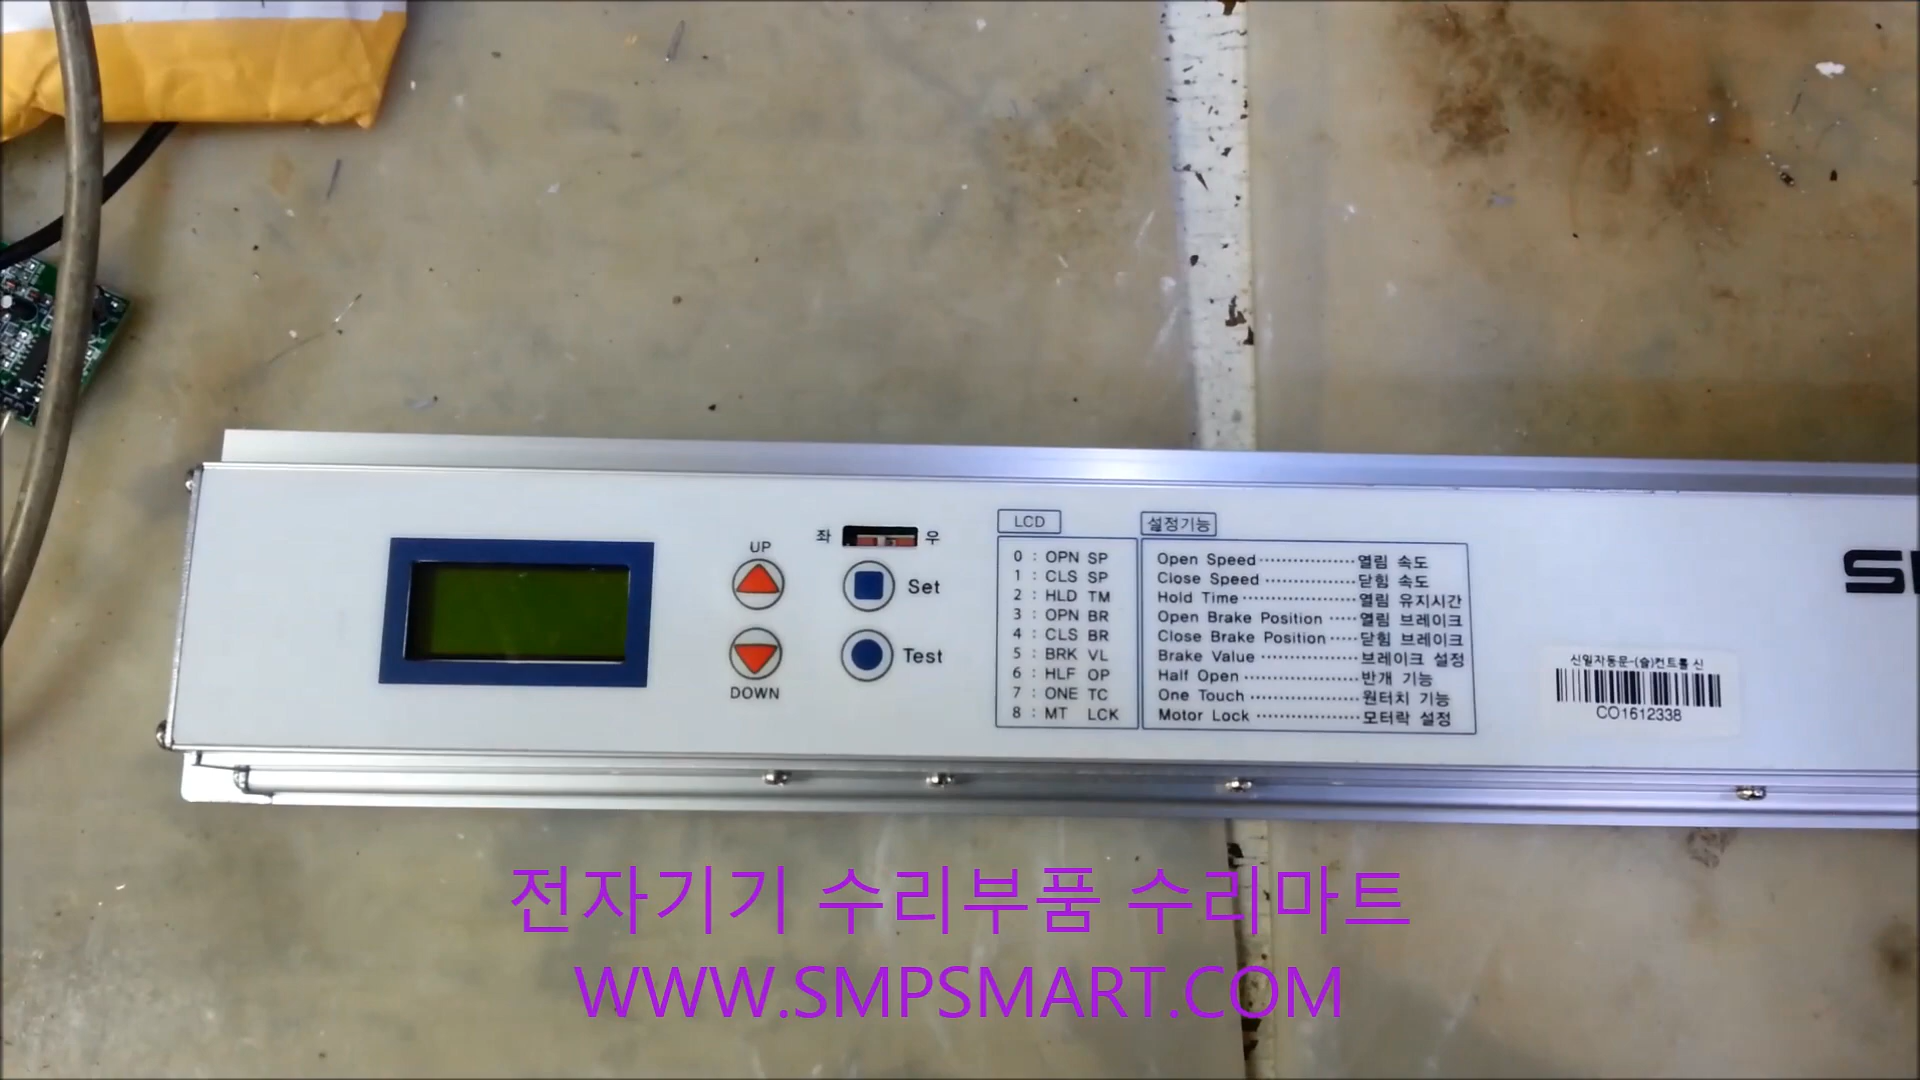 UP
DOWN
좌 우
Set
Test
LCD
0 : OPN SP
1 : CLS SP
2 : HLD TM
3 : OPN BR
4 : CLS BR
5 : BRK VL
6 : HLF OP
7 : ONE TC
8 : MT LCK
설정기능
Open Speed 열림 속도
Close Speed 닫힘 속도
Hold Time 열림 유지시간
Open Brake Position 열림 브레이크
Close Brake Position 닫힘 브레이크
Brake Value 브레이크 설정
Half Open 반개 기능
One Touch 원터치 기능
Motor Lock 모터락 설정
신일자동문-(슬)컨트롤 신
CO1612338
전자기기 수리부품 수리마트
WWW.SMPSMART.COM